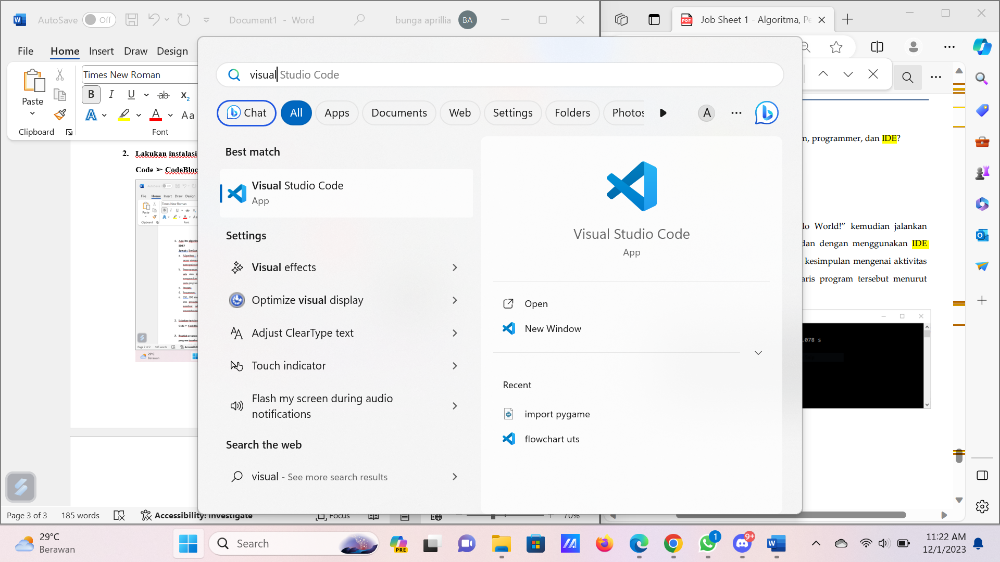 AutoSave Off Document1 - Word bunga aprillia BA
Job Sheet 1 - Algoritma, Pe
File Home Insert Draw Design
Times New Roman
Paste
B I U ab x2
A A Aa
Clipboard Font
visual Studio Code
Chat All Apps Documents Web Settings Folders Photos A
Best match
Visual Studio Code
App
Settings
Visual effects
Optimize visual display
Adjust ClearType text
Touch indicator
Flash my screen during audio
notifications
Search the web
visual - See more search results
Visual Studio Code
App
Open
New Window
Recent
import pygame
flowchart uts
2. Lakukan instalasi
Code ➢ CodeBloc
programmer, dan IDE?
lo World!” kemudian jalankan
dan dengan menggunakan IDE
kesimpulan mengenai aktivitas
aris program tersebut menurut
.078 s
Page 3 of 3 185 words Accessibility: Investigate Focus 70%
29°C
Berawan
Search
PRE
1
9+
11:22 AM
12/1/2023